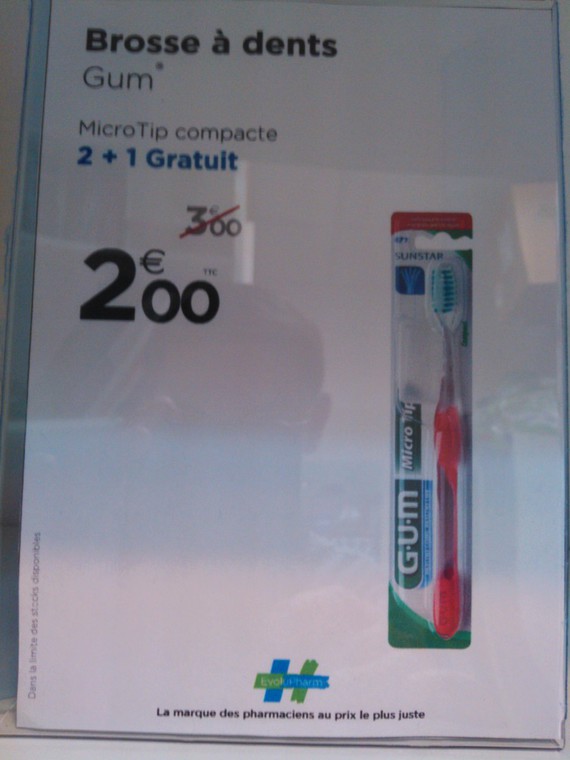 Brosse à dents
Gum®
MicroTip compacte
2 + 1 Gratuit
3€00
2€00 TTC
SUNSTAR
G·U·M Micro Tip
Dans la limite des stocks disponibles
EvoluPharm
La marque des pharmaciens au prix le plus juste